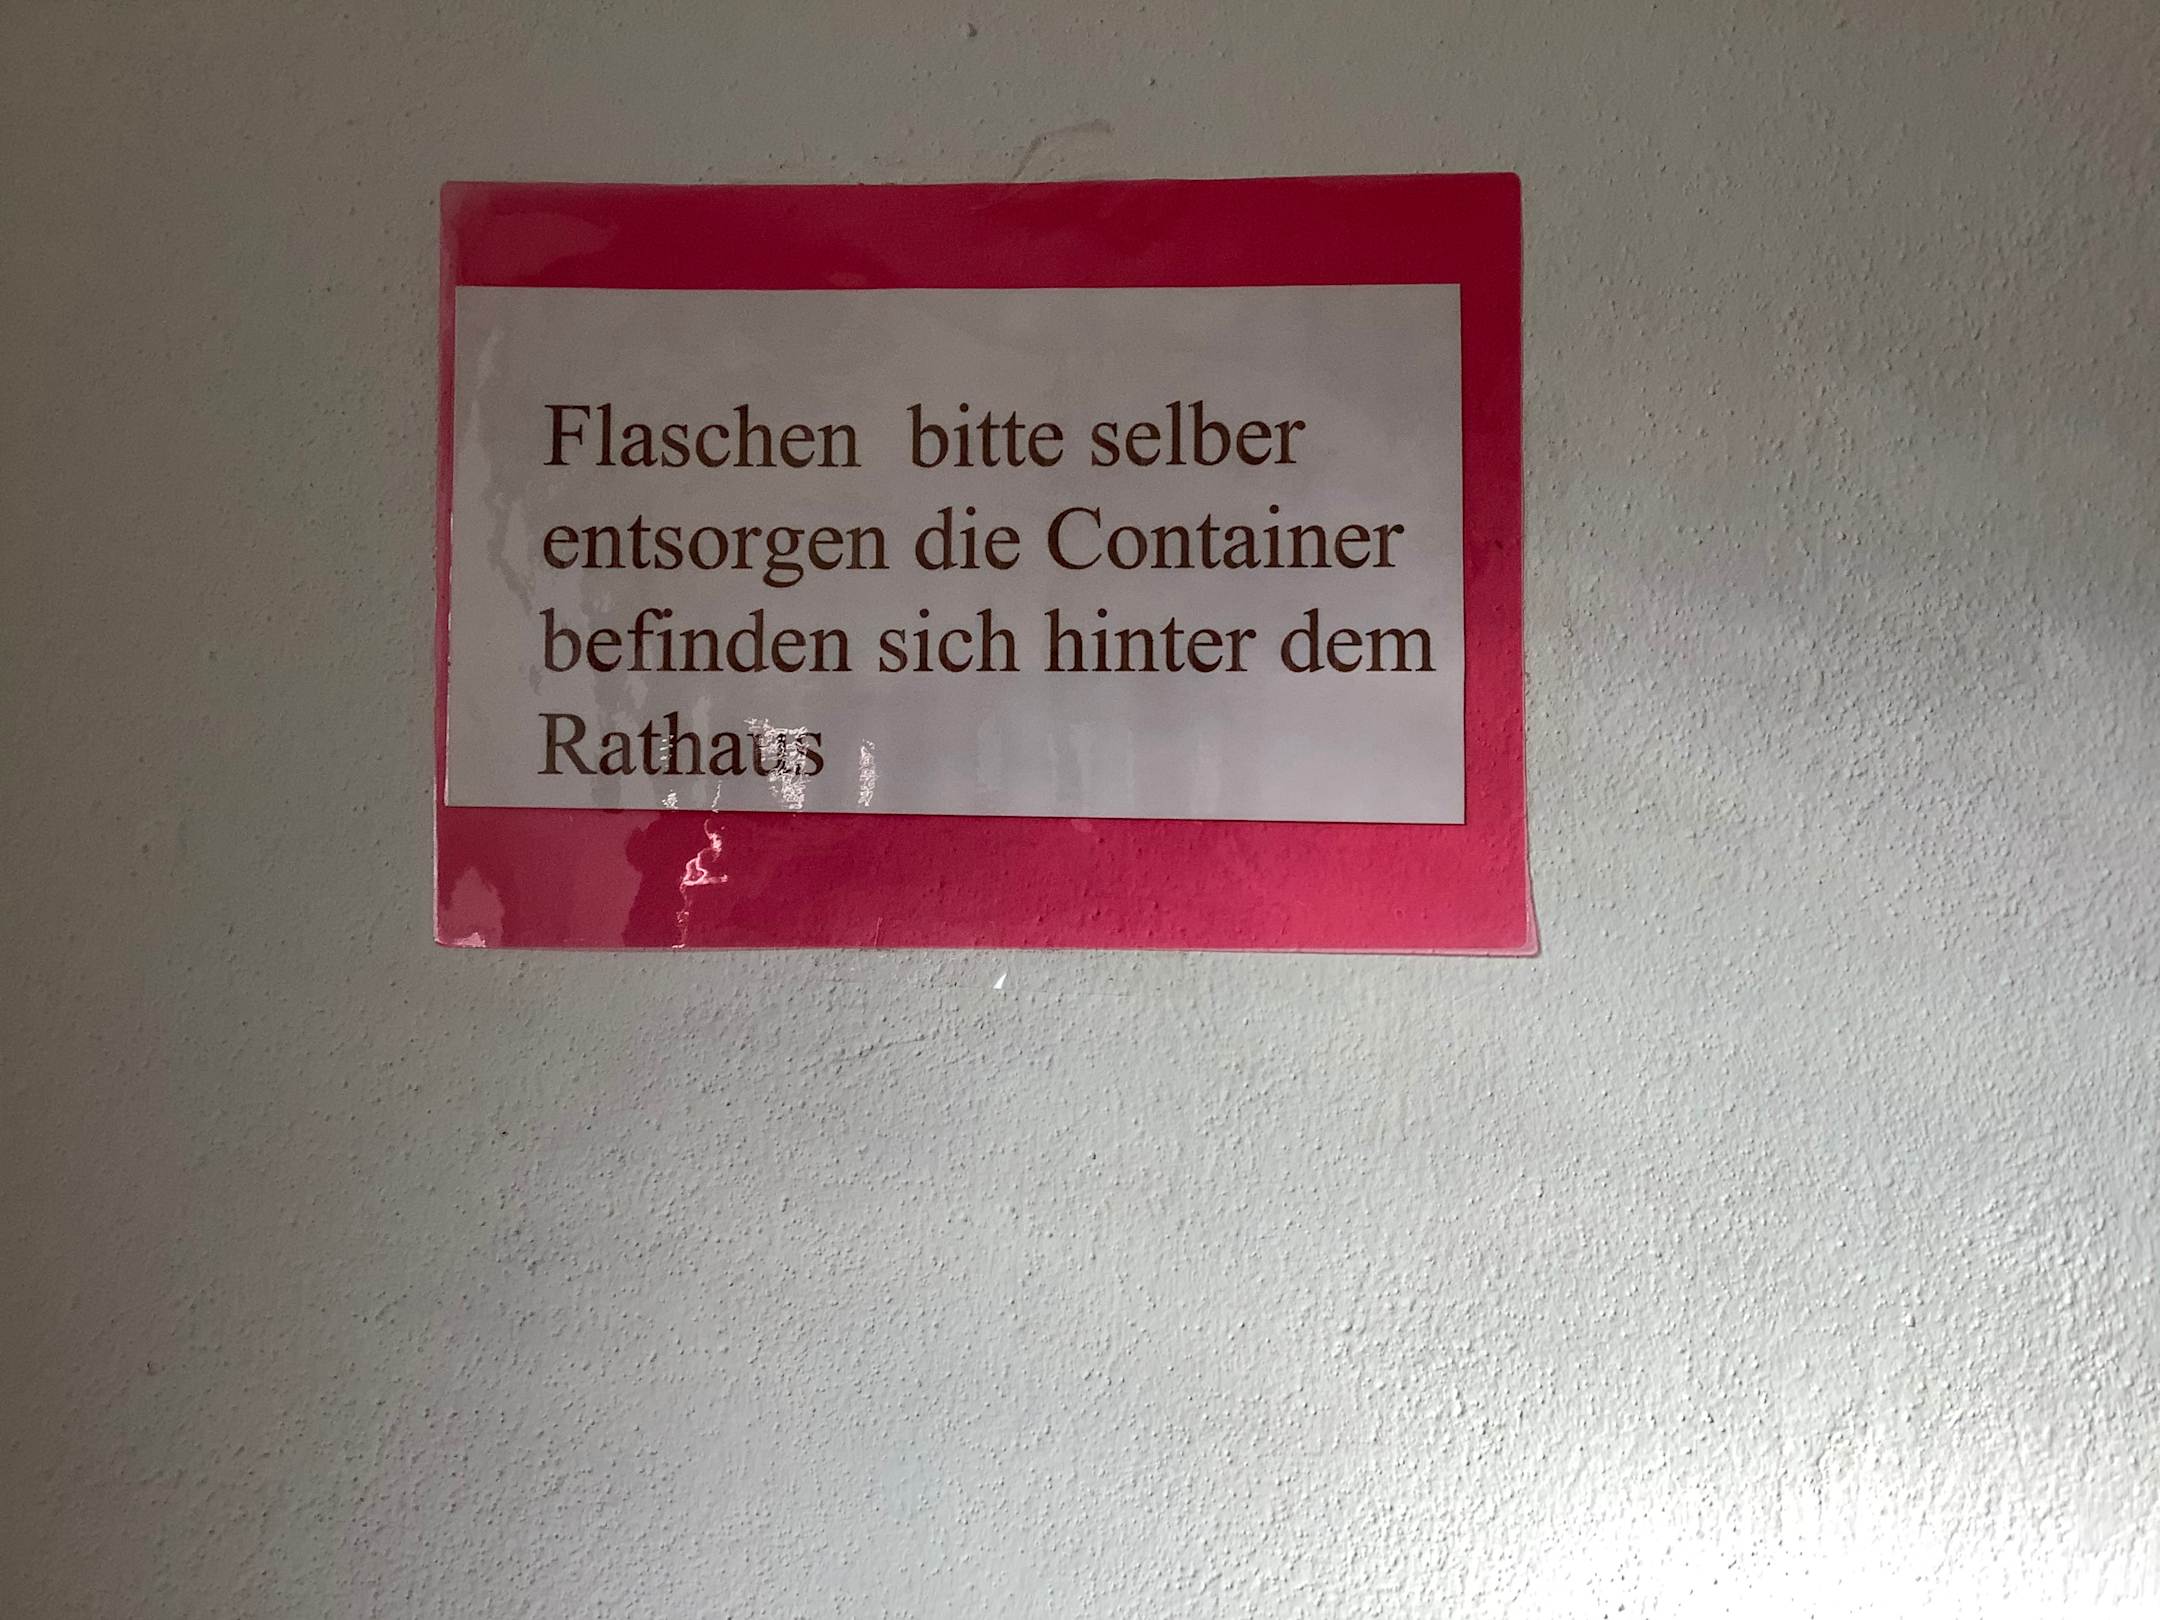 Flaschen  bitte selber
entsorgen die Container
befinden sich hinter dem
Rathaus